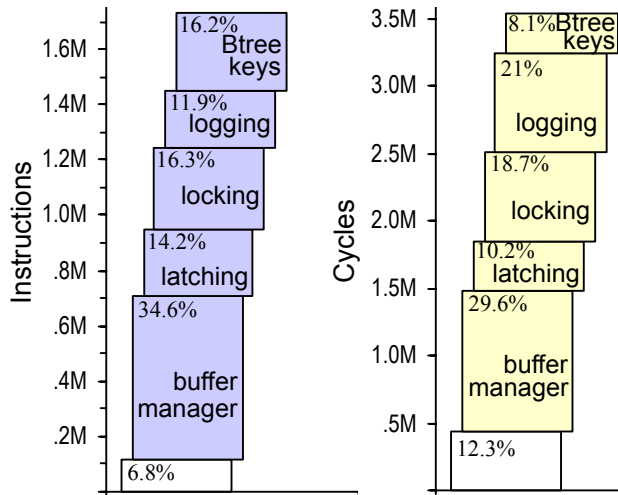 Instructions
1.6M
1.4M
1.2M
1.0M
.8M
.6M
.4M
.2M
16.2%
Btree
keys
11.9%
logging
16.3%
locking
14.2%
latching
34.6%
buffer
manager
6.8%
Cycles
3.5M
3.0M
2.5M
2.0M
1.5M
1.0M
.5M
8.1%
Btree
keys
21%
logging
18.7%
locking
10.2%
latching
29.6%
buffer
manager
12.3%